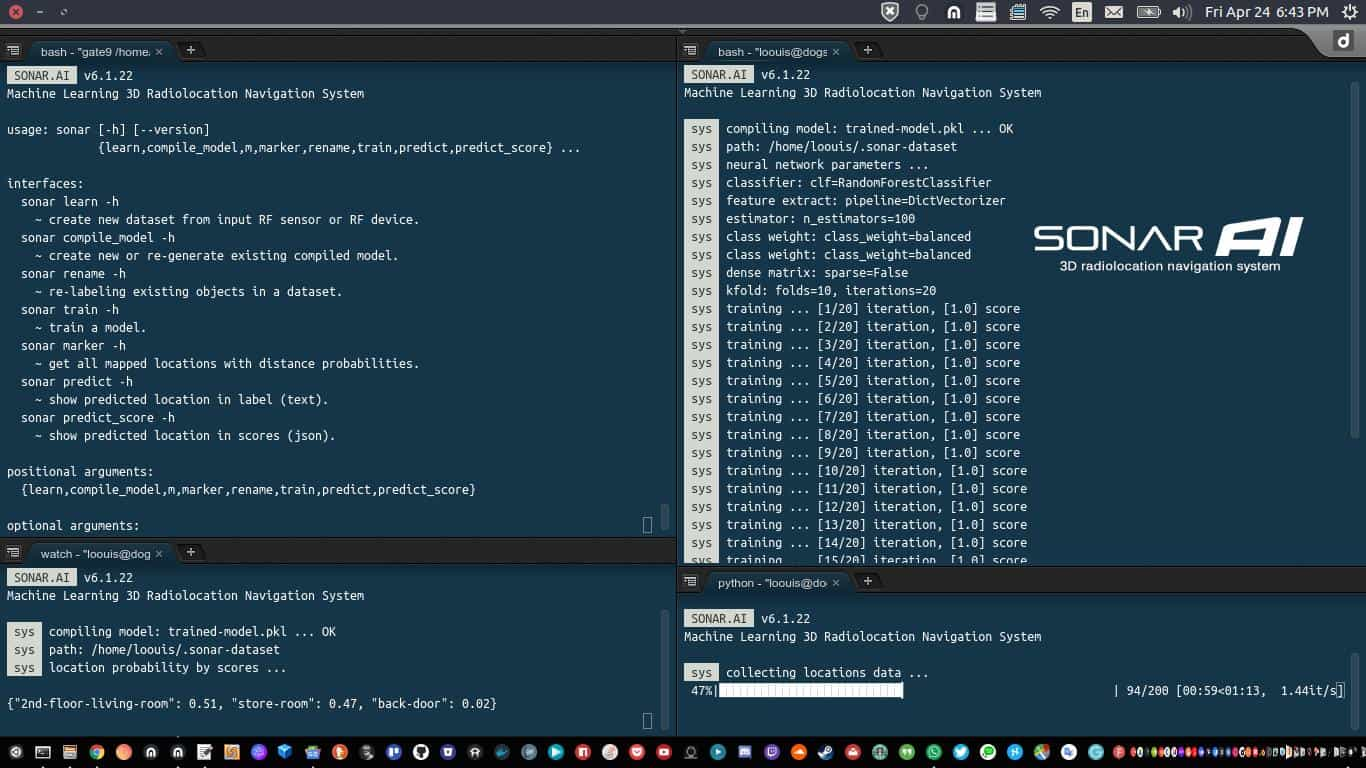 En Fri Apr 24 6:43 PM
bash - "gate9 /home.
SONAR.AI v6.1.22
Machine Learning 3D Radiolocation Navigation System
usage: sonar [-h] [--version]
{learn,compile_model,m,marker,rename,train,predict,predict_score} ...
interfaces:
sonar learn -h
~ create new dataset from input RF sensor or RF device.
sonar compile_model -h
~ create new or re-generate existing compiled model.
sonar rename -h
~ re-labeling existing objects in a dataset.
sonar train -h
~ train a model.
sonar marker -h
~ get all mapped locations with distance probabilities.
sonar predict -h
~ show predicted location in label (text).
sonar predict_score -h
~ show predicted location in scores (json).
positional arguments:
{learn,compile_model,m,marker,rename,train,predict,predict_score}
optional arguments:
bash - "loouis@dogs
d
SONAR.AI v6.1.22
Machine Learning 3D Radiolocation Navigation System
sys compiling model: trained-model.pkl ... OK
sys path: /home/loouis/.sonar-dataset
sys neural network parameters ...
sys classifier: clf=RandomForestClassifier
sys feature extract: pipeline=DictVectorizer
sys estimator: n_estimators=100
sys class weight: class_weight=balanced
sys class weight: class_weight=balanced
sys dense matrix: sparse=False
sys kfold: folds=10, iterations=20
sys training ... [1/20] iteration, [1.0] score
sys training ... [2/20] iteration, [1.0] score
sys training ... [3/20] iteration, [1.0] score
sys training ... [4/20] iteration, [1.0] score
sys training ... [5/20] iteration, [1.0] score
sys training ... [6/20] iteration, [1.0] score
sys training ... [7/20] iteration, [1.0] score
sys training ... [8/20] iteration, [1.0] score
sys training ... [9/20] iteration, [1.0] score
sys training ... [10/20] iteration, [1.0] score
sys training ... [11/20] iteration, [1.0] score
sys training ... [12/20] iteration, [1.0] score
sys training ... [13/20] iteration, [1.0] score
sys training ... [14/20] iteration, [1.0] score
sys training ... [15/20] iteration, [1.0] score
SONAR AI
3D radiolocation navigation system
watch - "loouis@dog
SONAR.AI v6.1.22
Machine Learning 3D Radiolocation Navigation System
sys compiling model: trained-model.pkl ... OK
sys path: /home/loouis/.sonar-dataset
sys location probability by scores ...
{"2nd-floor-living-room": 0.51, "store-room": 0.47, "back-door": 0.02}
python - "loouis@do
SONAR.AI v6.1.22
Machine Learning 3D Radiolocation Navigation System
sys collecting locations data ...
47%| | 94/200 [00:59<01:13, 1.44it/s]